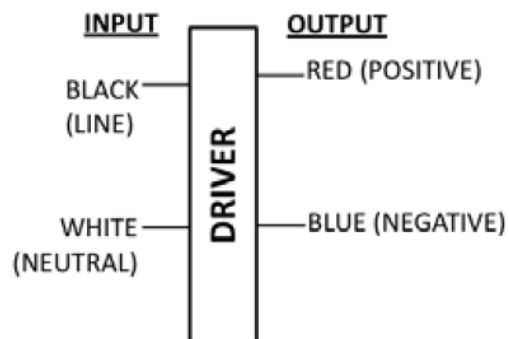 INPUT
OUTPUT
BLACK
(LINE)
RED (POSITIVE)
DRIVER
WHITE
(NEUTRAL)
BLUE (NEGATIVE)